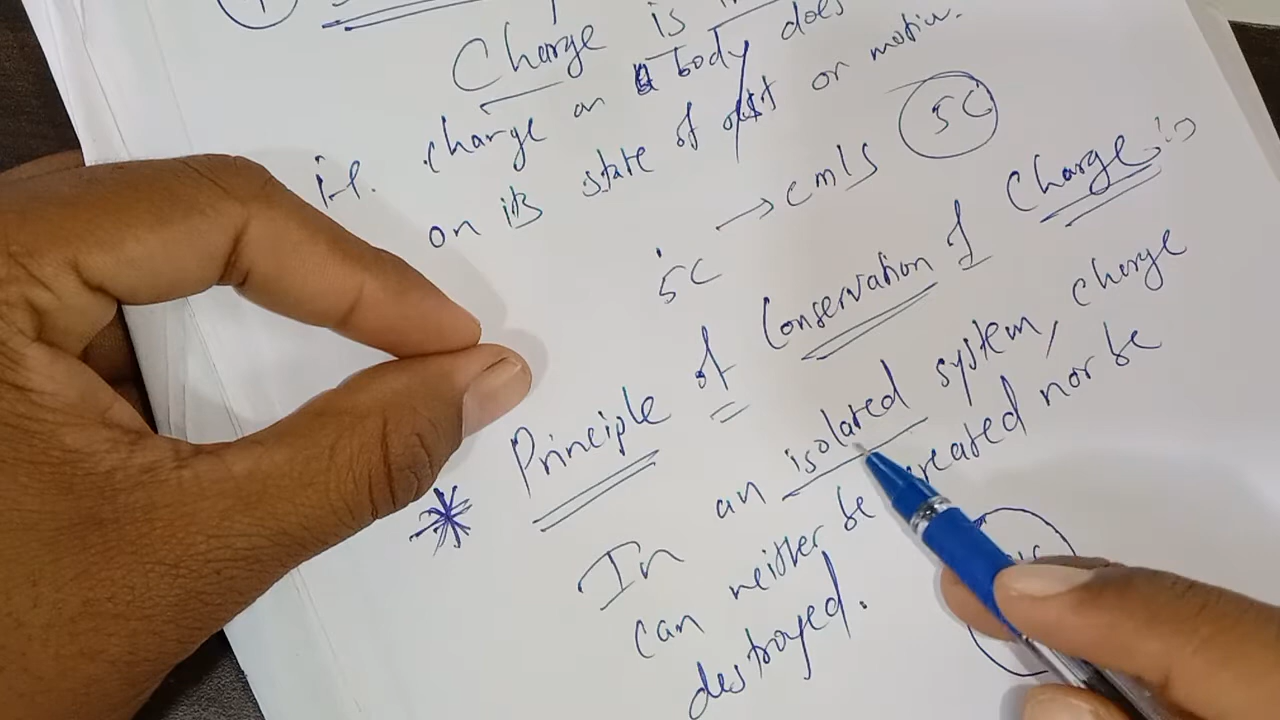 Charge is
i.e. charge on a body does
on its state of rest or motion.
5C → cm/s 5C
* Principle of Conservation of Charge:
In an isolated system, charge
can neither be created nor be
destroyed.